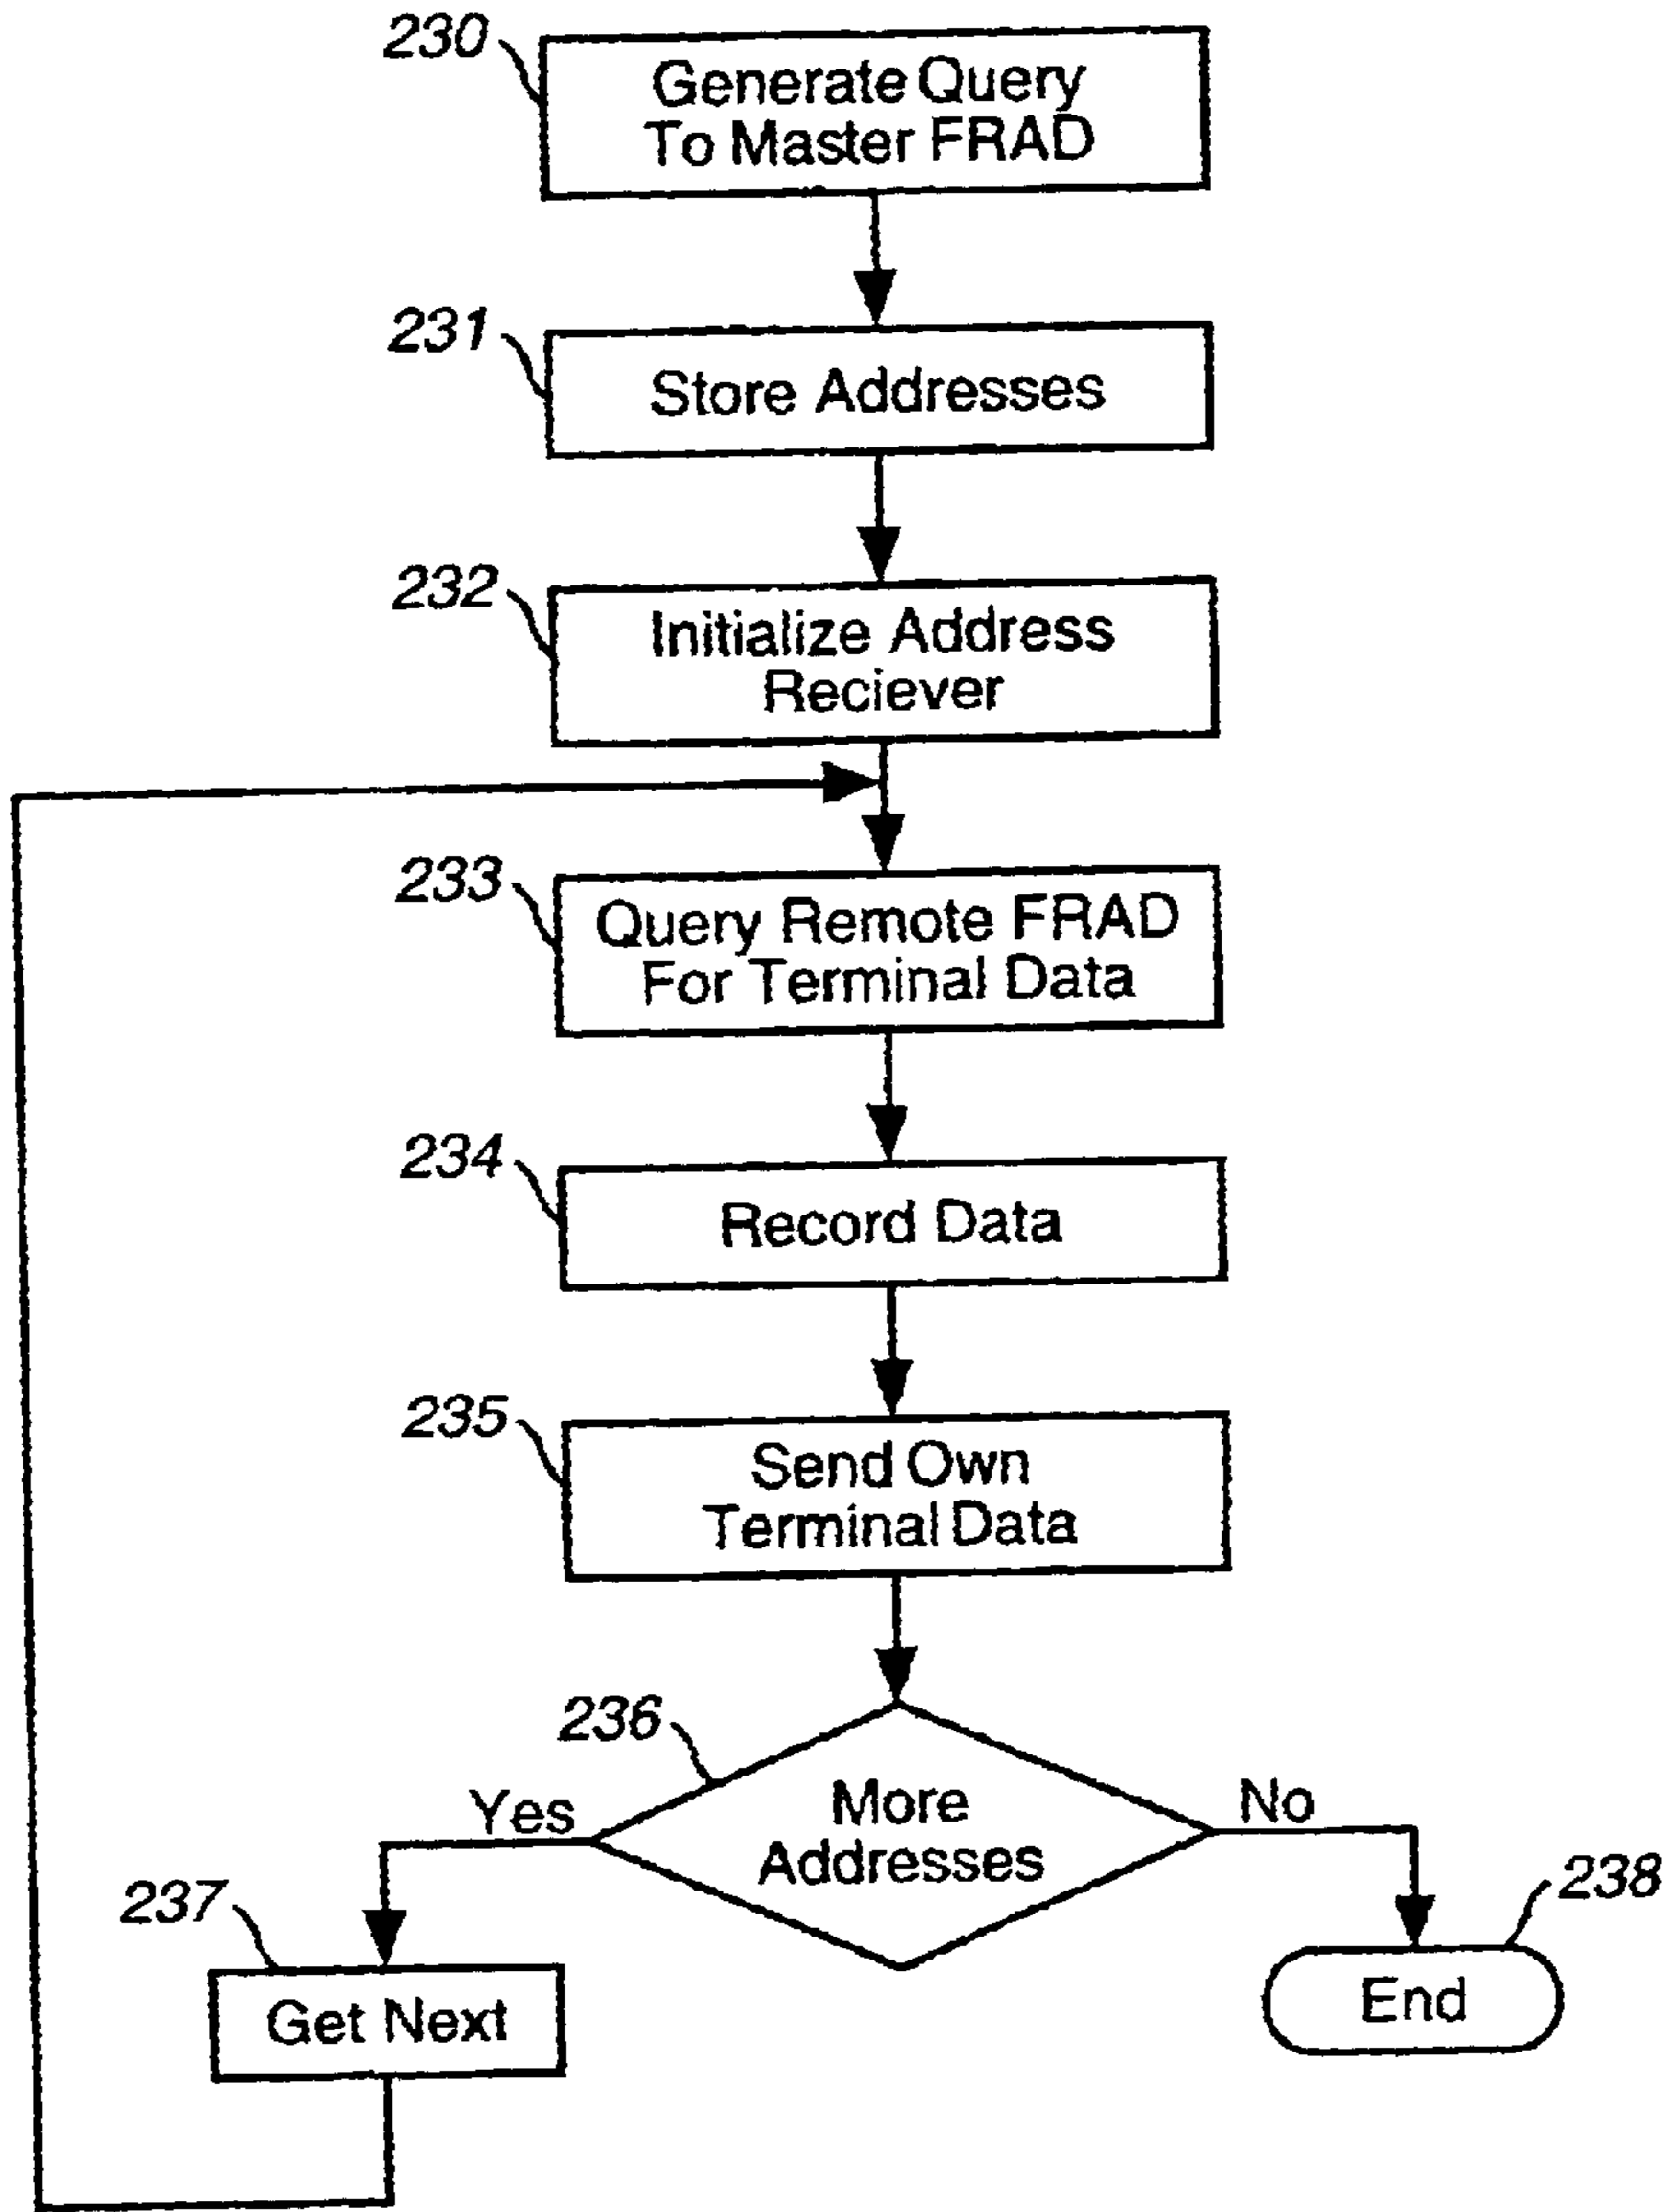 230
Generate Query
To Master FRAD
231
Store Addresses
232
Initialize Address
Reciever
233
Query Remote FRAD
For Terminal Data
234
Record Data
235
Send Own
Terminal Data
236
Yes
More
Addresses
No
237
Get Next
238
End